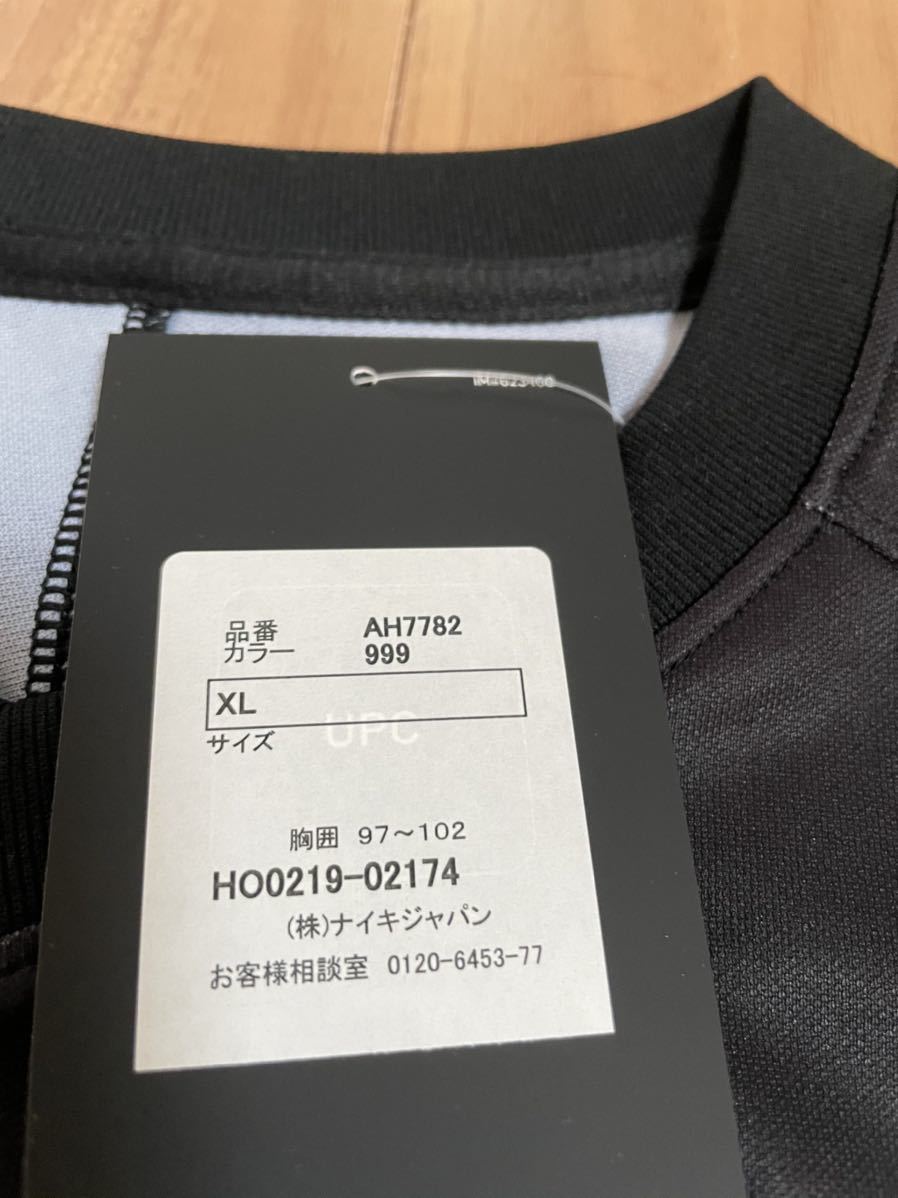 品番 AH7782
カラー 999
XL
サイズ
UPC
胸囲 97～102
HO0219-02174
(株)ナイキジャパン
お客様相談室 0120-6453-77